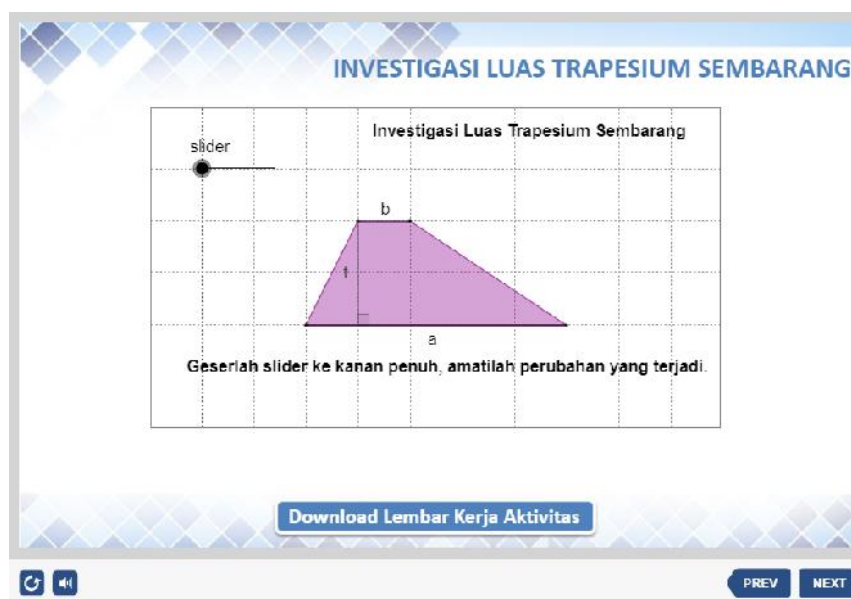 INVESTIGASI LUAS TRAPESIUM SEMBARANG
Investigasi Luas Trapesium Sembarang
slider
b
t
a
Geserlah slider ke kanan penuh, amatilah perubahan yang terjadi.
Download Lembar Kerja Aktivitas
PREV
NEXT